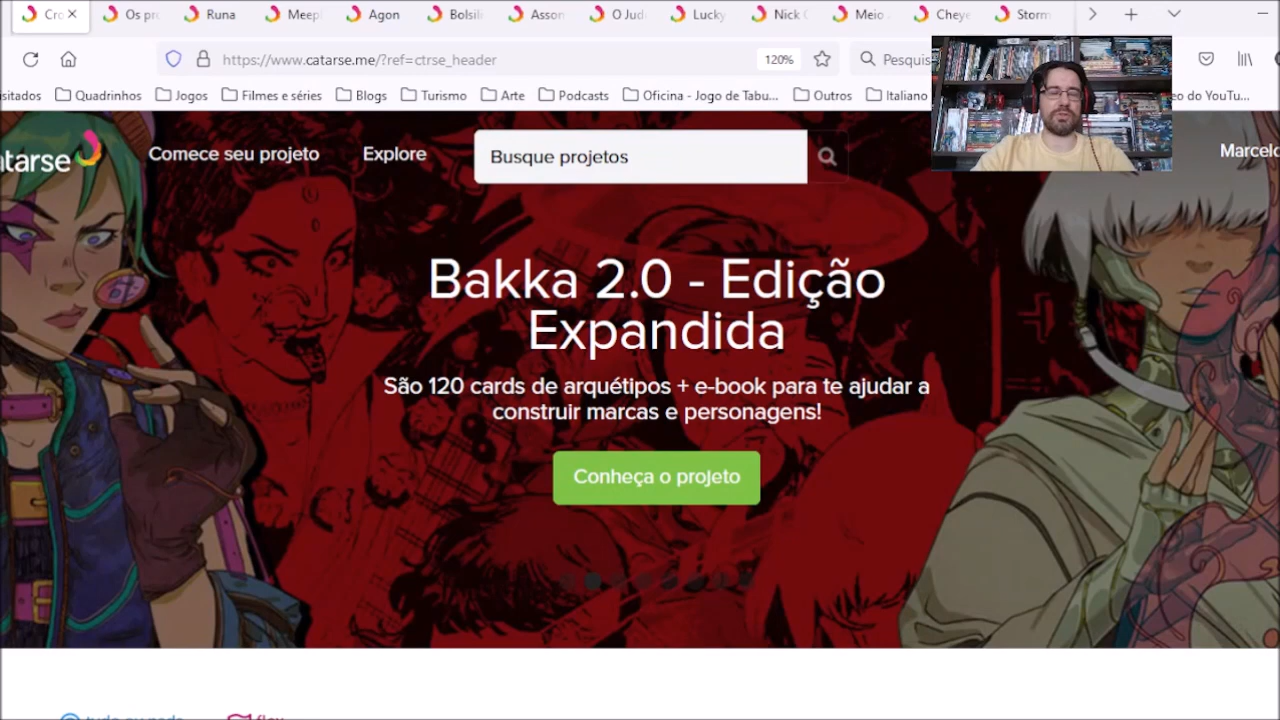 Cro
Os pr
Runa
Meepl
Agon
Bolsil
Asson
O Jud
Lucky
Nick
Meio
Cheye
Storm
https://www.catarse.me/?ref=ctrse_header
120%
Pesquis
isitados
Quadrinhos
Jogos
Filmes e séries
Blogs
Arte
Podcasts
Oficina - Jogo de Tabu...
Outros
Italiano
do YouTu...
atarse
Comece seu projeto
Explore
Busque projetos
Marcelo
Bakka 2.0 - Edição
Expandida
São 120 cards de arquétipos + e-book para te ajudar a
construir marcas e personagens!
Conheça o projeto